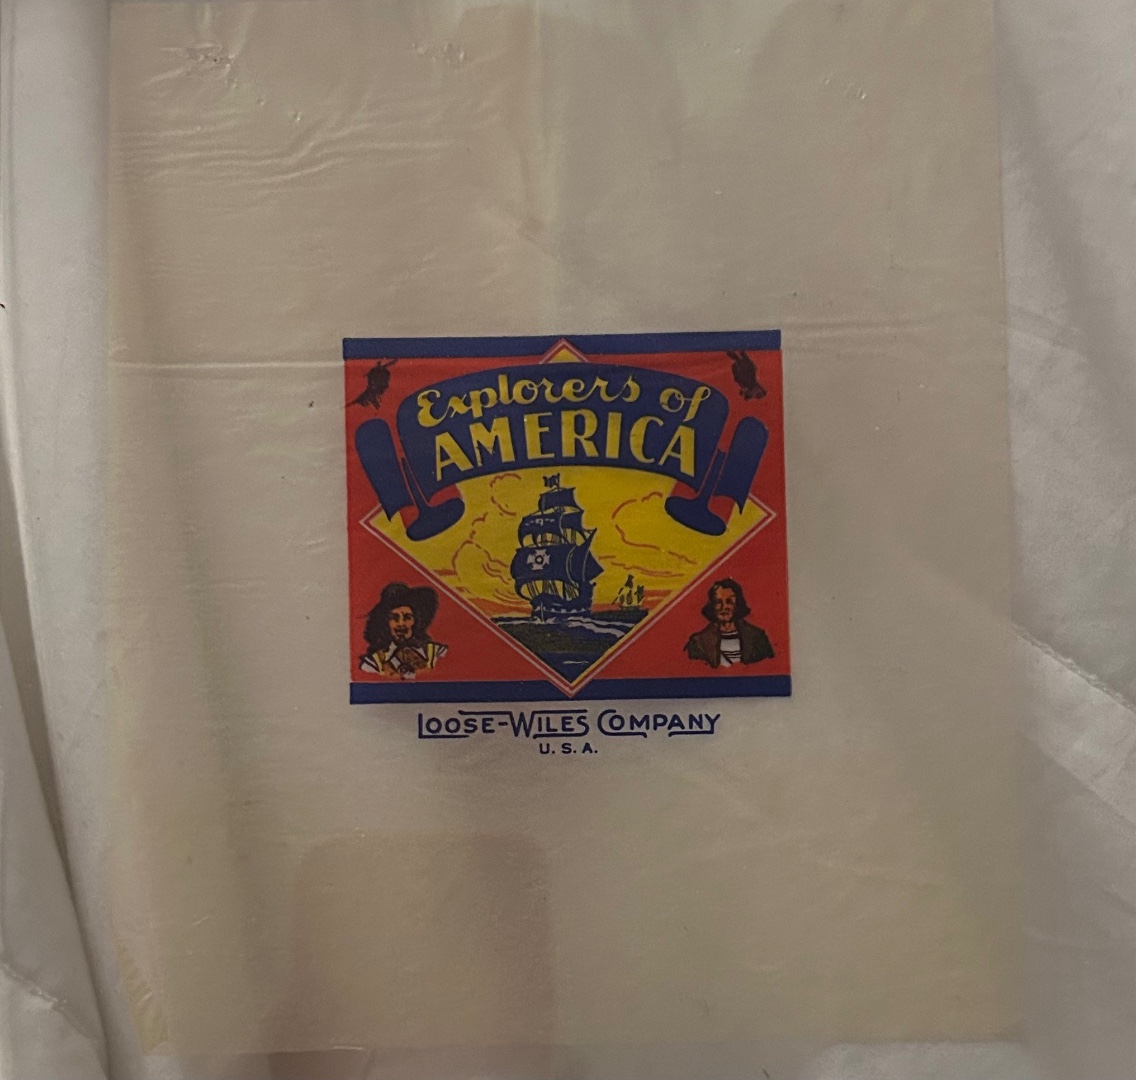 Explorers of
AMERICA
LOOSE-WILES COMPANY
U. S. A.